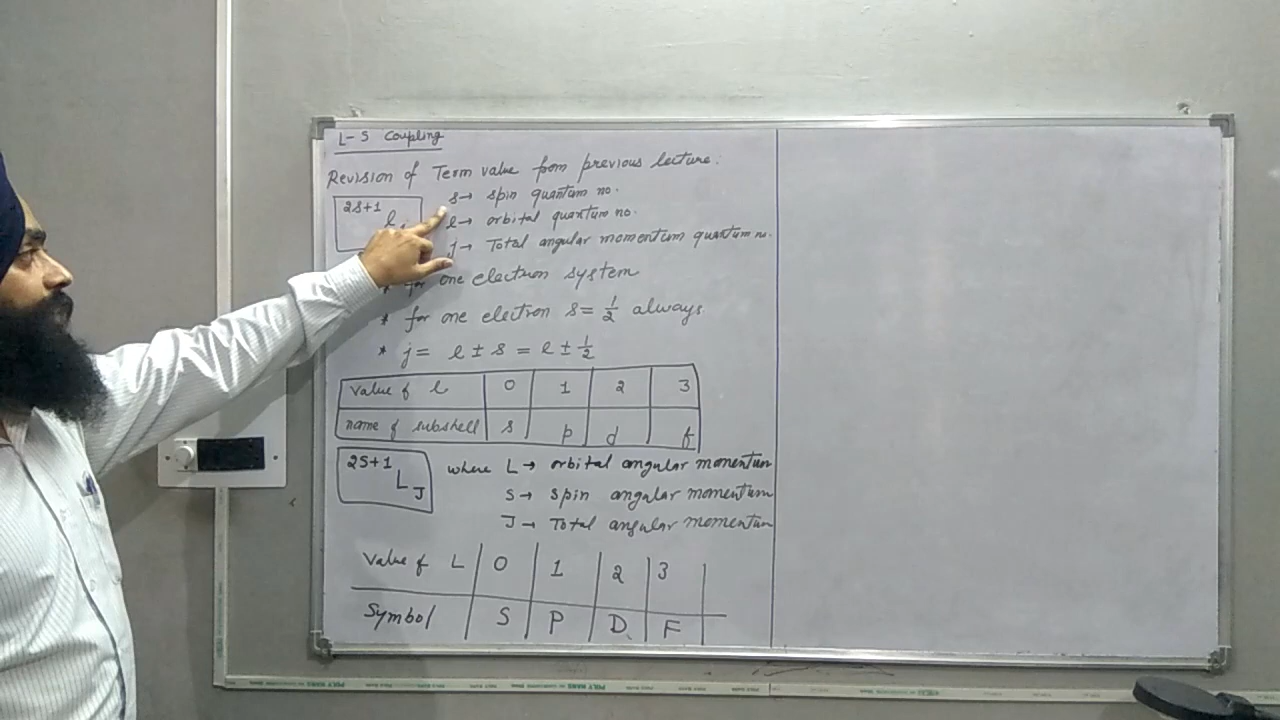 L-S Coupling
Revision of Term value from previous lecture:
2s+1 l
s→ spin quantum no.
l→ orbital quantum no.
j→ Total angular momentum quantum no.
* for one electron system
* for one electron s= 1/2 always
* j= l ± s = l ± 1/2
value of l 0 1 2 3
name of subshell s p d f
2S+1 L J where L→ orbital angular momentum
S→ spin angular momentum
J→ Total angular momentum
Value of L 0 1 2 3
Symbol S P D F